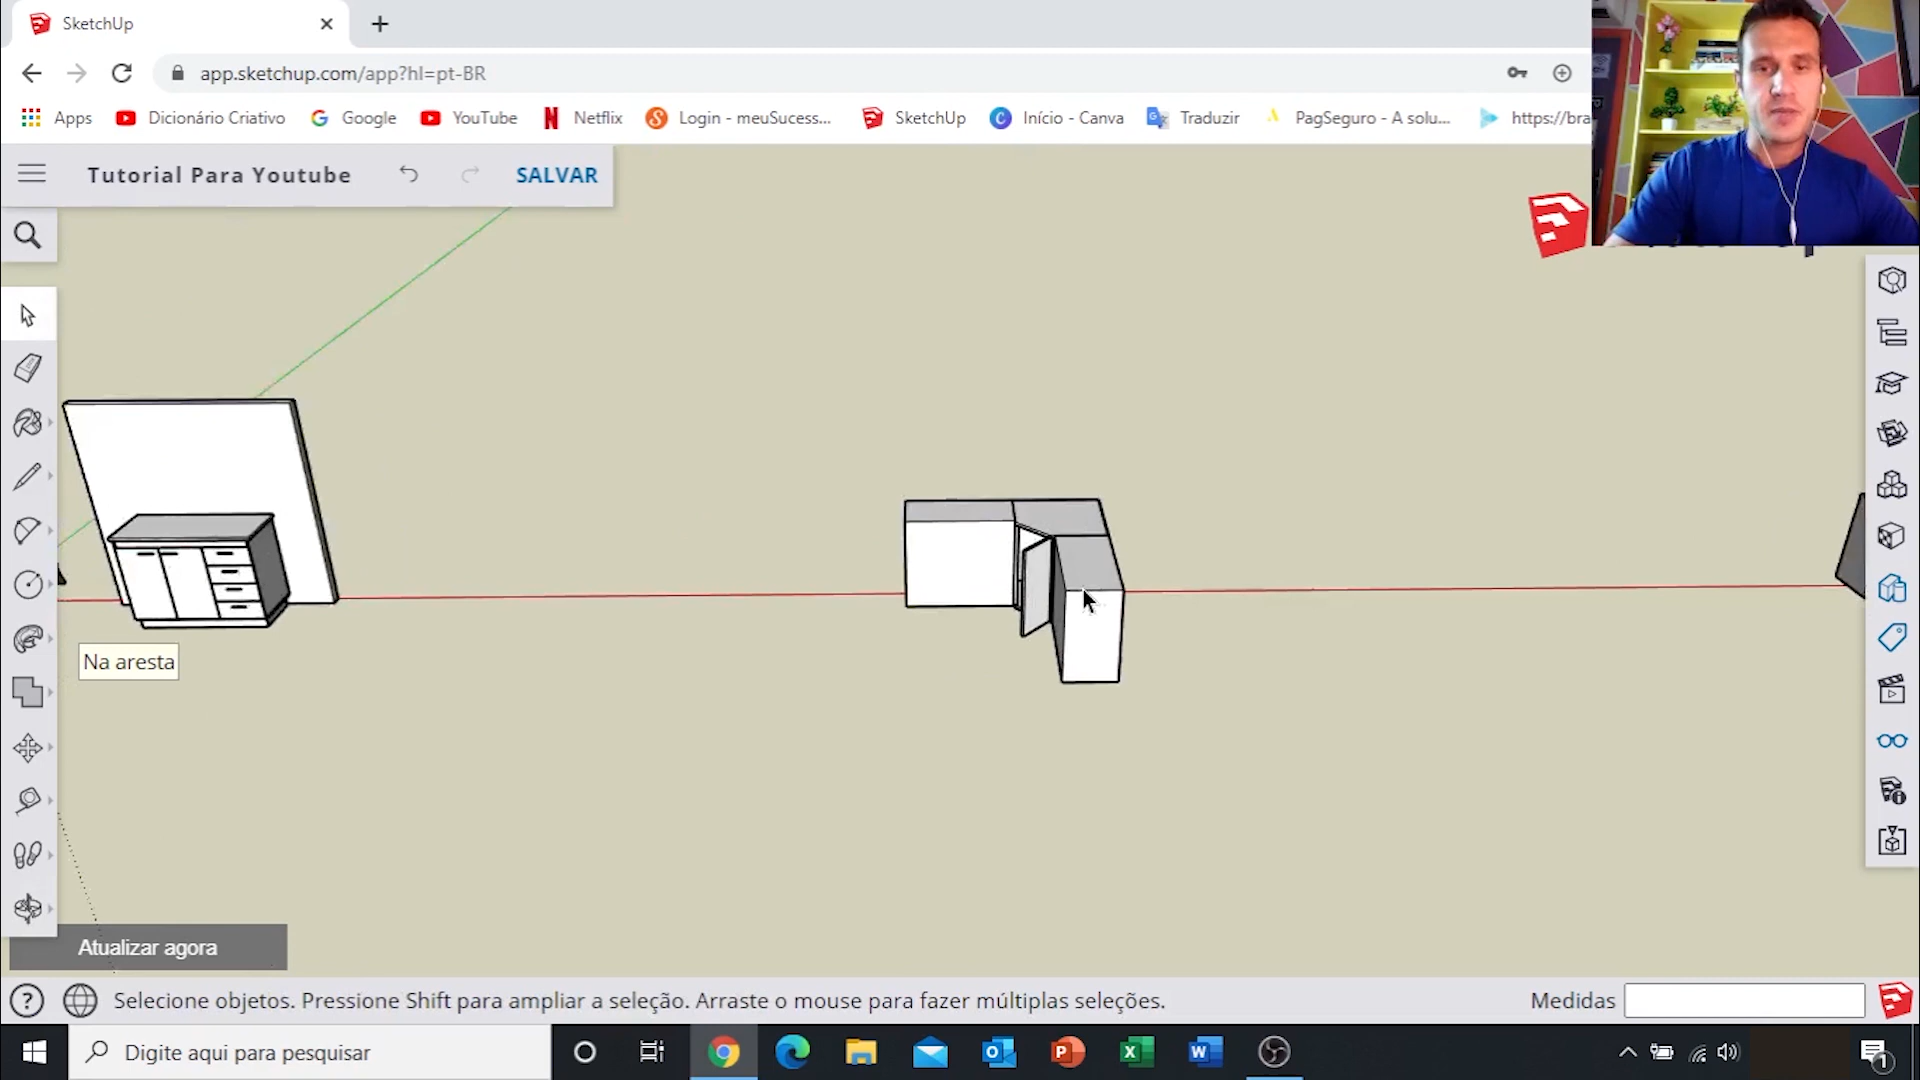 SketchUp
app.sketchup.com/app?hl=pt-BR
Apps
Dicionário Criativo
Google
YouTube
Netflix
Login - meuSucess...
SketchUp
Início - Canva
Traduzir
PagSeguro - A solu...
https://bra
Tutorial Para Youtube
SALVAR
Na aresta
Atualizar agora
Selecione objetos. Pressione Shift para ampliar a seleção. Arraste o mouse para fazer múltiplas seleções.
Medidas
Digite aqui para pesquisar
1